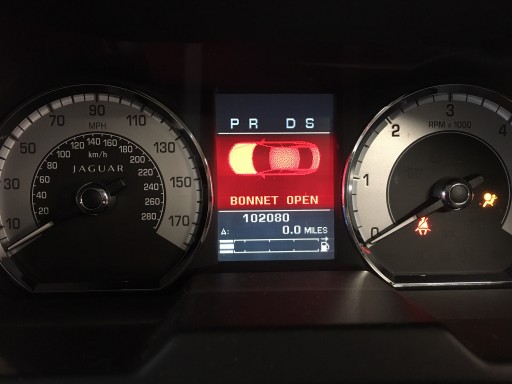 90
70 110
MPH
50 130
30 150
10 170
120 140 160
100 180
80 200
60 220
40 240
20 260
280
km/h
JAGUAR
P R D S
BONNET OPEN
102080
Δ: 0.0 MILES
3
2 4
RPM x 1000
1
0